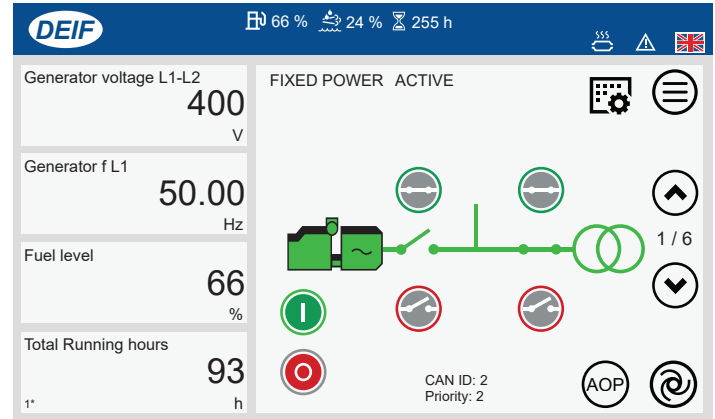 DEIF
66 % 24 % 255 h
Generator voltage L1-L2
400
V
Generator f L1
50.00
Hz
Fuel level
66
%
Total Running hours
93
1* h
FIXED POWER ACTIVE
1 / 6
CAN ID: 2
Priority: 2
AOP